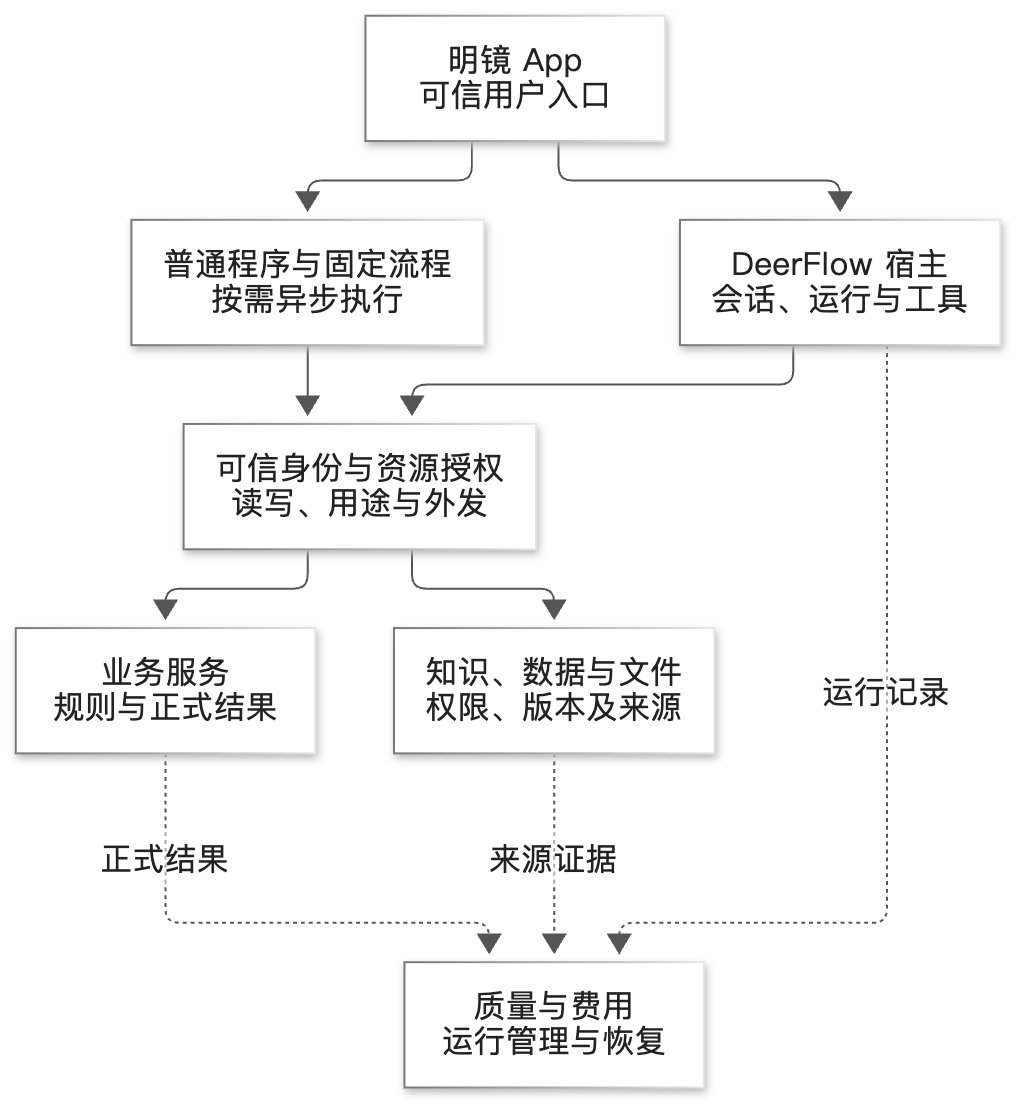 明镜 App
可信用户入口
普通程序与固定流程
按需异步执行
DeerFlow 宿主
会话、运行与工具
可信身份与资源授权
读写、用途与外发
业务服务
规则与正式结果
知识、数据与文件
权限、版本及来源
运行记录
正式结果
来源证据
质量与费用
运行管理与恢复